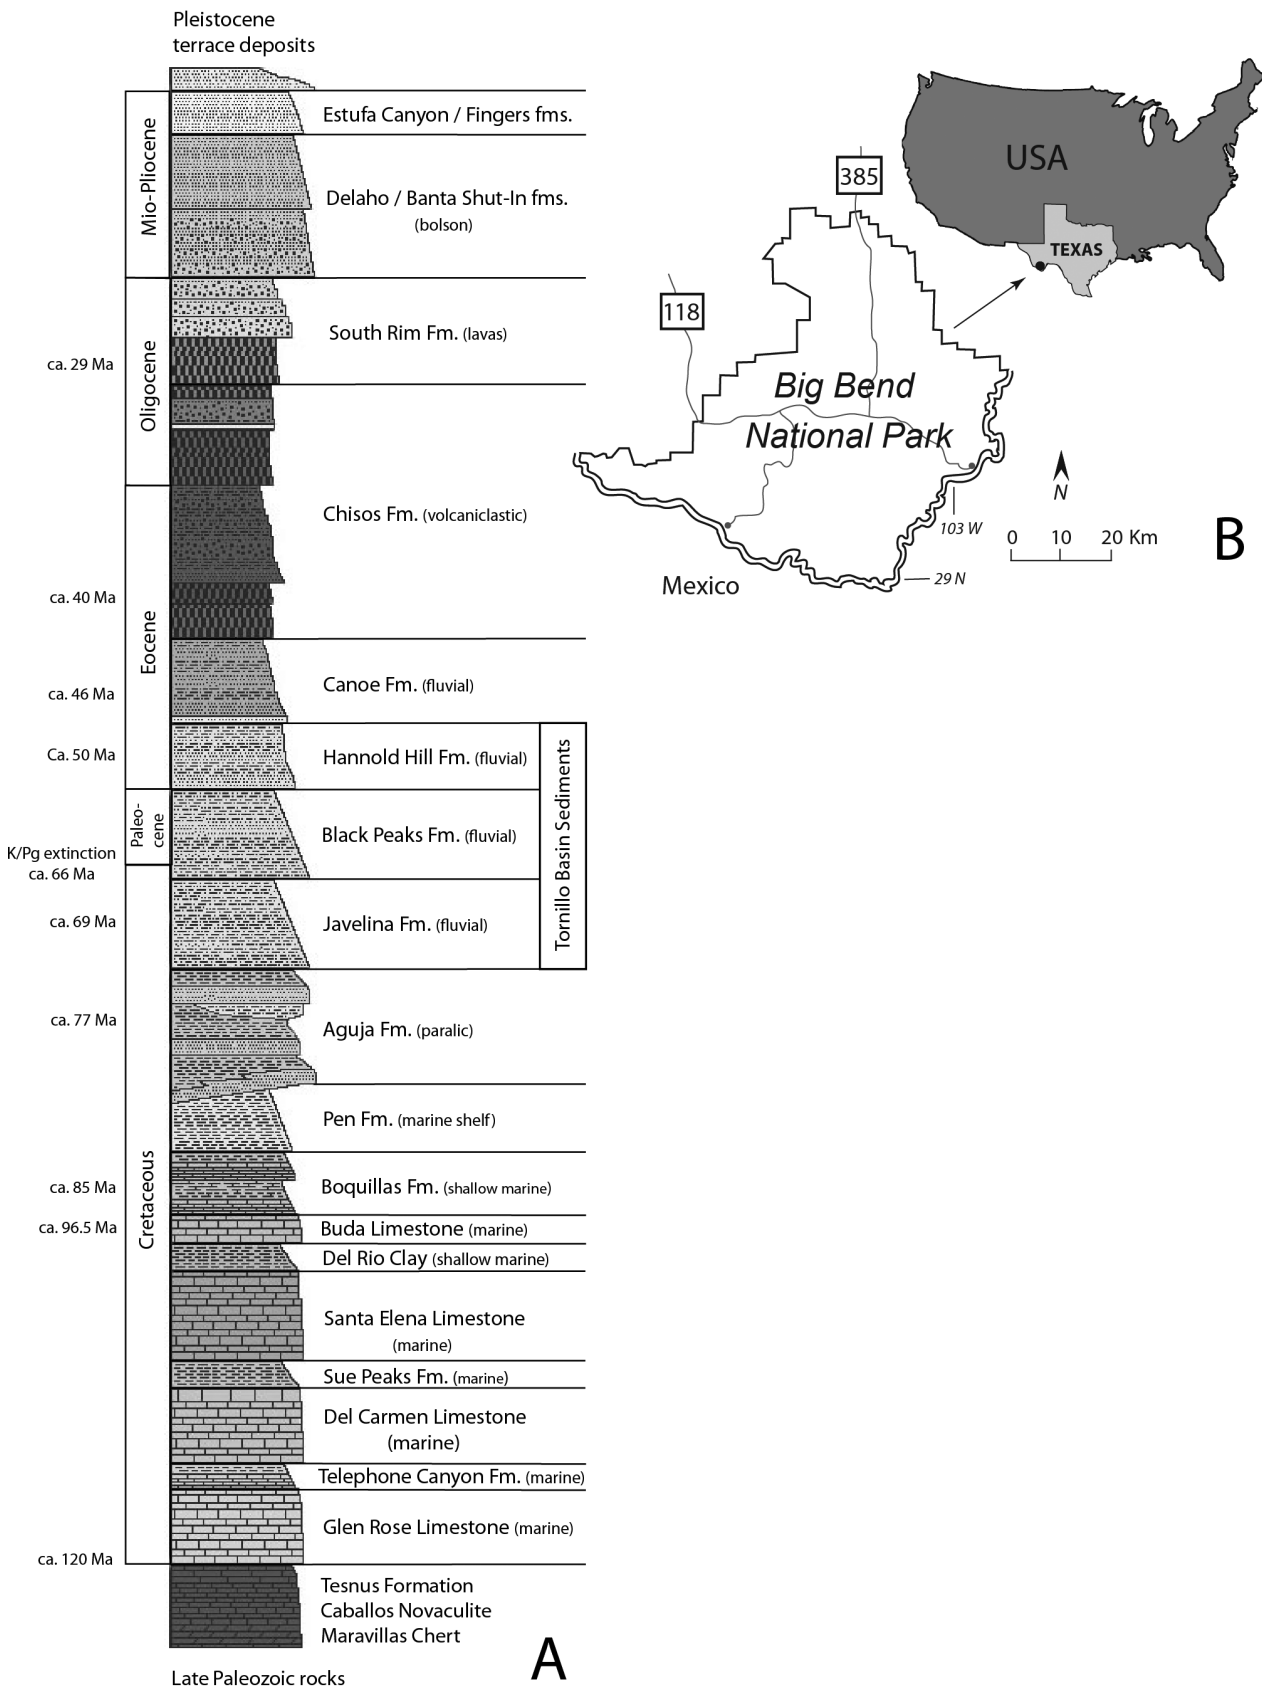 Pleistocene
terrace deposits
Mio-Pliocene
Estufa Canyon / Fingers fms.
Delaho / Banta Shut-In fms.
(bolson)
Oligocene
South Rim Fm. (lavas)
ca. 29 Ma
Chisos Fm. (volcaniclastic)
ca. 40 Ma
Eocene
Canoe Fm. (fluvial)
ca. 46 Ma
Ca. 50 Ma
Hannold Hill Fm. (fluvial)
Tornillo Basin Sediments
Paleo-
cene
Black Peaks Fm. (fluvial)
K/Pg extinction
ca. 66 Ma
ca. 69 Ma
Javelina Fm. (fluvial)
ca. 77 Ma
Aguja Fm. (paralic)
Pen Fm. (marine shelf)
Cretaceous
ca. 85 Ma
Boquillas Fm. (shallow marine)
ca. 96.5 Ma
Buda Limestone (marine)
Del Rio Clay (shallow marine)
Santa Elena Limestone
(marine)
Sue Peaks Fm. (marine)
Del Carmen Limestone
(marine)
Telephone Canyon Fm. (marine)
Glen Rose Limestone (marine)
ca. 120 Ma
Tesnus Formation
Caballos Novaculite
Maravillas Chert
Late Paleozoic rocks
A
USA
TEXAS
385
118
Big Bend
National Park
N
103 W
0 10 20 Km
29 N
Mexico
B